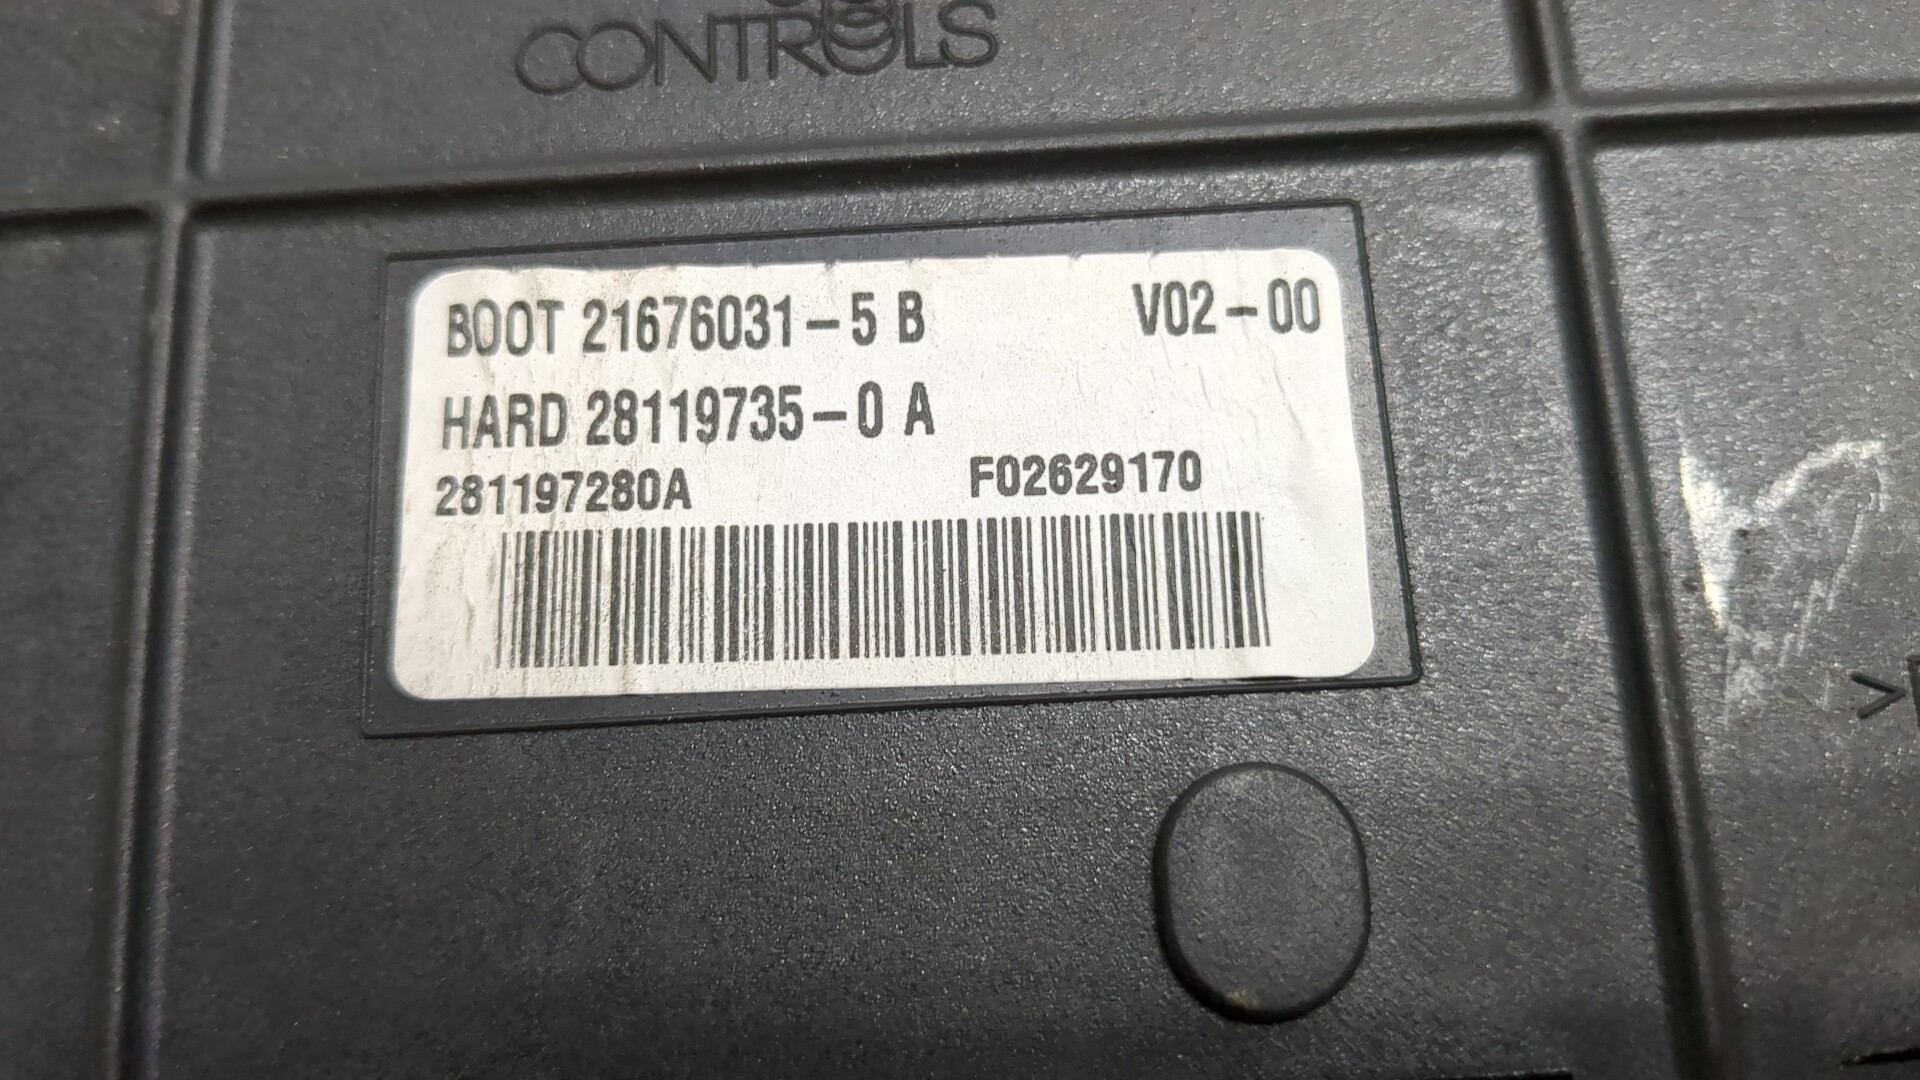 CONTROLS
BOOT 21676031-5 B V02-00
HARD 28119735-0 A
281197280A F02629170
>